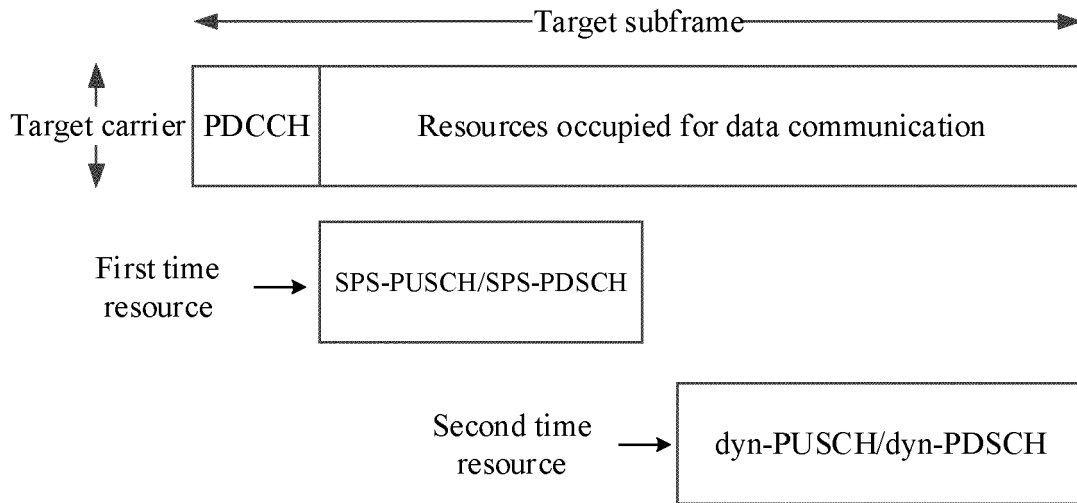 Target subframe
Target carrier
PDCCH
Resources occupied for data communication
First time
resource
SPS-PUSCH/SPS-PDSCH
Second time
resource
dyn-PUSCH/dyn-PDSCH